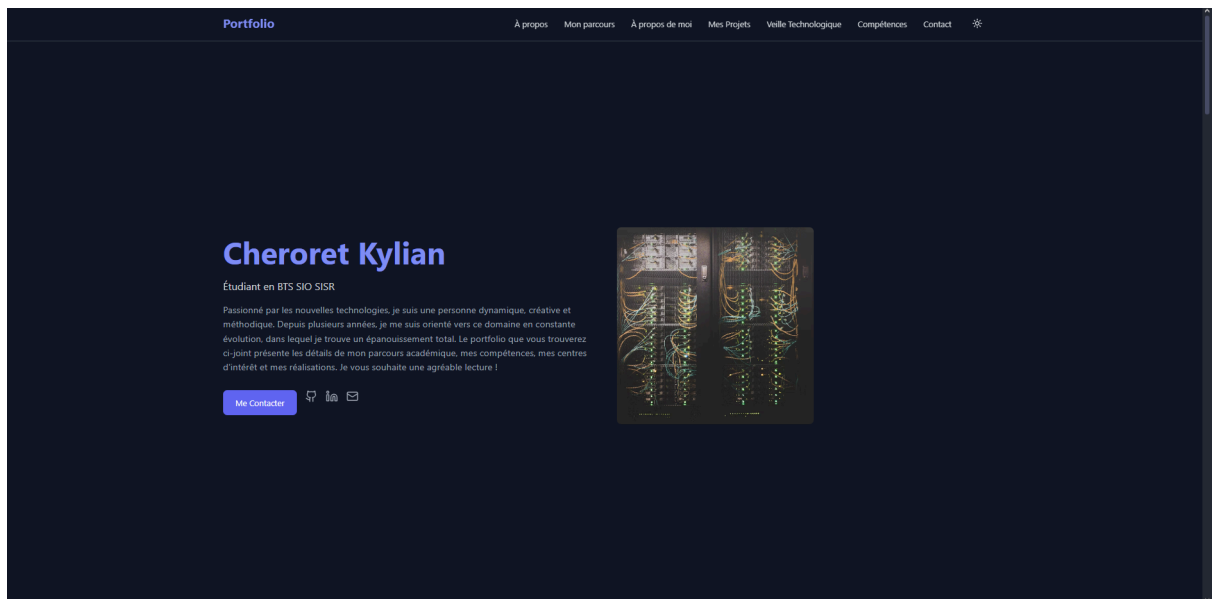 Portfolio
À propos Mon parcours À propos de moi Mes Projets Veille Technologique Compétences Contact
Cheroret Kylian
Étudiant en BTS SIO SISR
Passionné par les nouvelles technologies, je suis une personne dynamique, créative et
méthodique. Depuis plusieurs années, je me suis orienté vers ce domaine en constante
évolution, dans lequel je trouve un épanouissement total. Le portfolio que vous trouverez
ci-joint présente les détails de mon parcours académique, mes compétences, mes centres
d'intérêt et mes réalisations. Je vous souhaite une agréable lecture !
Me Contacter